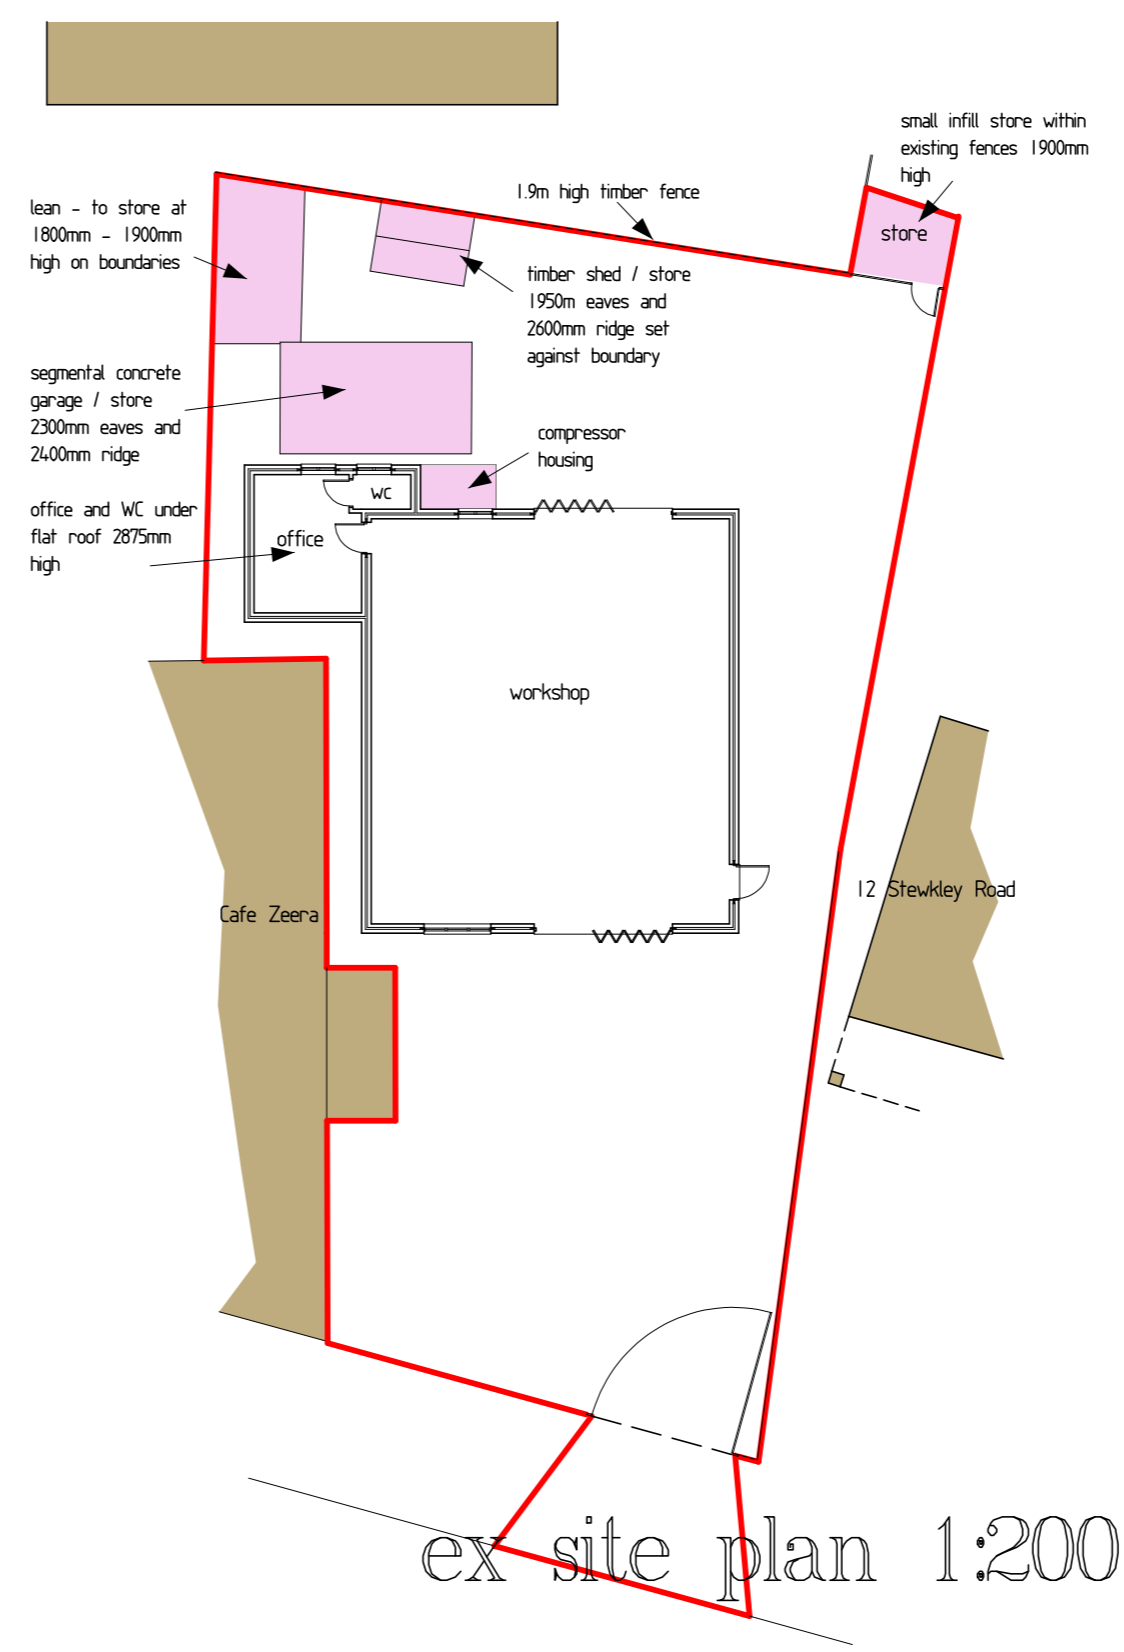 small infill store within
existing fences 1900mm
high
lean - to store at
1800mm - 1900mm
high on boundaries
1.9m high timber fence
store
timber shed / store
1950m eaves and
2600mm ridge set
against boundary
segmental concrete
garage / store
2300mm eaves and
2400mm ridge
compressor
housing
WC
office and WC under
flat roof 2875mm
high
office
workshop
12 Stewkley Road
Cafe Zeera
ex site plan 1:200